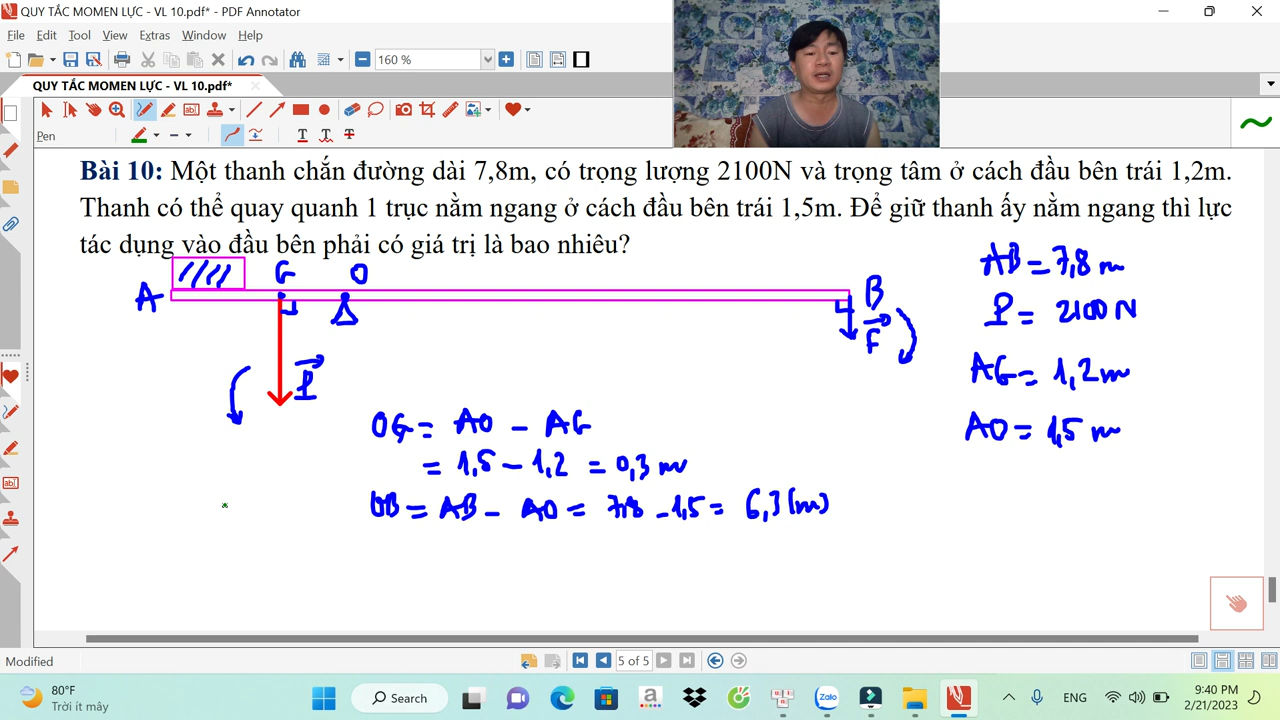 QUY TẮC MOMEN LỰC - VL 10.pdf* - PDF Annotator
File Edit Tool View Extras Window Help
160 %
QUY TẮC MOMEN LỰC - VL 10.pdf*
Pen
Bài 10: Một thanh chắn đường dài 7,8m, có trọng lượng 2100N và trọng tâm ở cách đầu bên trái 1,2m.
Thanh có thể quay quanh 1 trục nằm ngang ở cách đầu bên trái 1,5m. Để giữ thanh ấy nằm ngang thì lực
tác dụng vào đầu bên phải có giá trị là bao nhiêu?
A G O B
F
P
AB = 7,8 m
P = 2100 N
AG = 1,2 m
AO = 1,5 m
OG = AO - AG
= 1,5 - 1,2 = 0,3 m
OB = AB - AO = 7,8 - 1,5 = 6,3 (m)
5 of 5
Modified
80°F
Trời ít mây
Search
a
Zalo
ENG
9:40 PM
2/21/2023